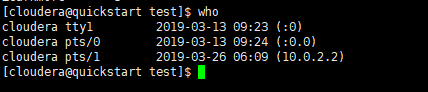 [cloudera@quickstart test]$ who
cloudera tty1         2019-03-13 09:23 (:0)
cloudera pts/0        2019-03-13 09:24 (:0.0)
cloudera pts/1        2019-03-26 06:09 (10.0.2.2)
[cloudera@quickstart test]$